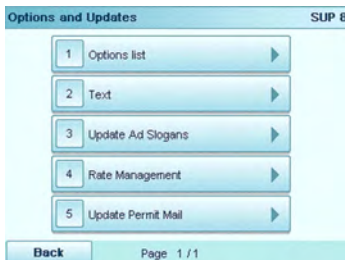 Options and Updates SUP 8
1 Options list
2 Text
3 Update Ad Slogans
4 Rate Management
5 Update Permit Mail
Back Page 1/1